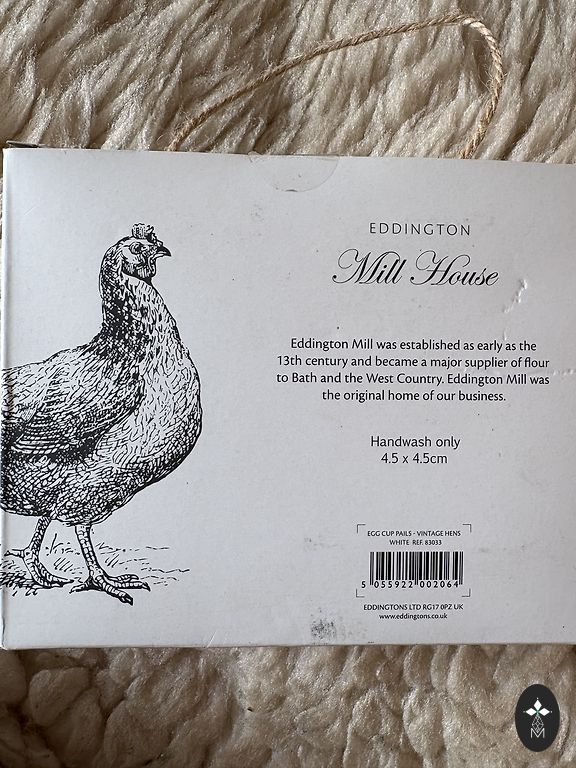 EDDINGTON
Mill House
Eddington Mill was established as early as the
13th century and became a major supplier of flour
to Bath and the West Country. Eddington Mill was
the original home of our business.
Handwash only
4.5 x 4.5cm
EGG CUP PAILS - VINTAGE HENS
WHITE REF. 83033
5 055922 002064
EDDINGTONS LTD RG17 0PZ UK
www.eddingtons.co.uk
M